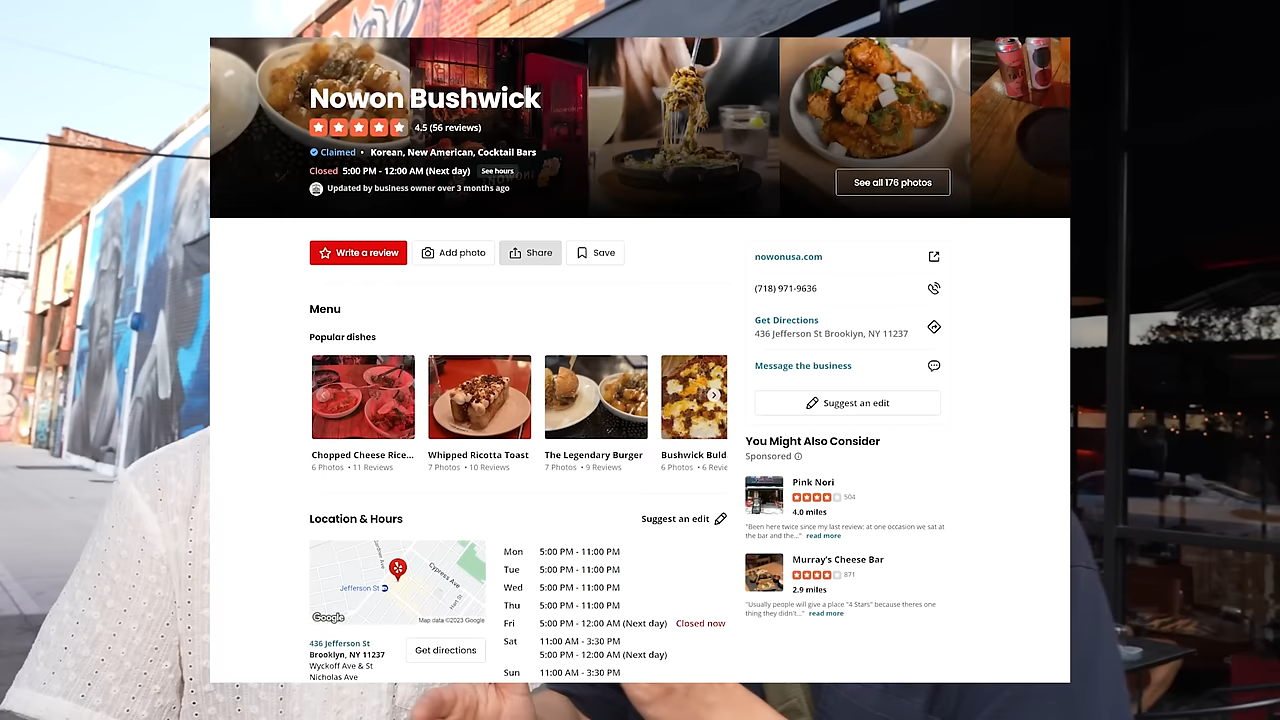 Nowon Bushwick
4.5 (56 reviews)
Claimed • Korean, New American, Cocktail Bars
Closed 5:00 PM - 12:00 AM (Next day) See hours
Updated by business owner over 3 months ago
See all 176 photos
Write a review
Add photo
Share
Save
Menu
Popular dishes
Chopped Cheese Rice...
6 Photos • 11 Reviews
Whipped Ricotta Toast
7 Photos • 10 Reviews
The Legendary Burger
7 Photos • 9 Reviews
Bushwick Buld
6 Photos • 6 Revie
Location & Hours
Suggest an edit
Jefferson St
Cypress Ave
Hart St
Google
Map data ©2023 Google
436 Jefferson St
Brooklyn, NY 11237
Wyckoff Ave & St
Nicholas Ave
Get directions
Mon 5:00 PM - 11:00 PM
Tue 5:00 PM - 11:00 PM
Wed 5:00 PM - 11:00 PM
Thu 5:00 PM - 11:00 PM
Fri 5:00 PM - 12:00 AM (Next day) Closed now
Sat 11:00 AM - 3:30 PM
5:00 PM - 12:00 AM (Next day)
Sun 11:00 AM - 3:30 PM
nowonusa.com
(718) 971-9636
Get Directions
436 Jefferson St Brooklyn, NY 11237
Message the business
Suggest an edit
You Might Also Consider
Sponsored
Pink Nori
504
4.0 miles
"Been here twice since my last review; at one occasion we sat
at the bar and the..." read more
Murray's Cheese Bar
871
2.9 miles
"Usually people will give a place "4 Stars" because theres one
thing they didn't..." read more